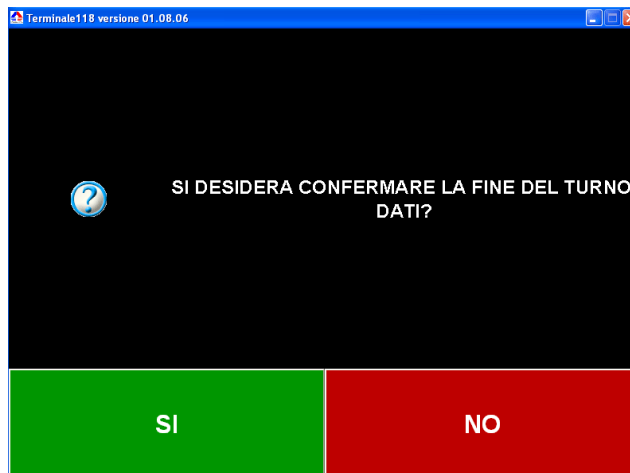 Terminale118 versione 01.08.06
SI DESIDERA CONFERMARE LA FINE DEL TURNO
DATI?
SI
NO